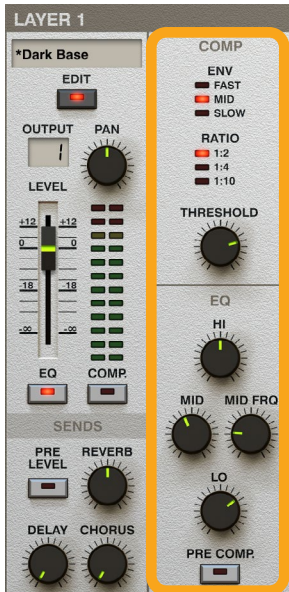 LAYER 1
*Dark Base
EDIT
OUTPUT PAN
1
LEVEL
+12 +12
0 0
-18 -18
-∞ -∞
EQ COMP.
SENDS
PRE LEVEL REVERB
DELAY CHORUS
COMP
ENV
FAST
MID
SLOW
RATIO
1:2
1:4
1:10
THRESHOLD
EQ
HI
MID MID FRQ
LO
PRE COMP.